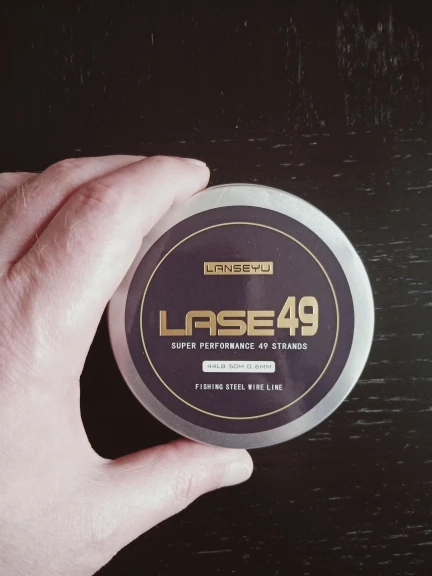 LANSEYU
LASE49
SUPER PERFORMANCE 49 STRANDS
44LB 50M 0.6MM
FISHING STEEL WIRE LINE